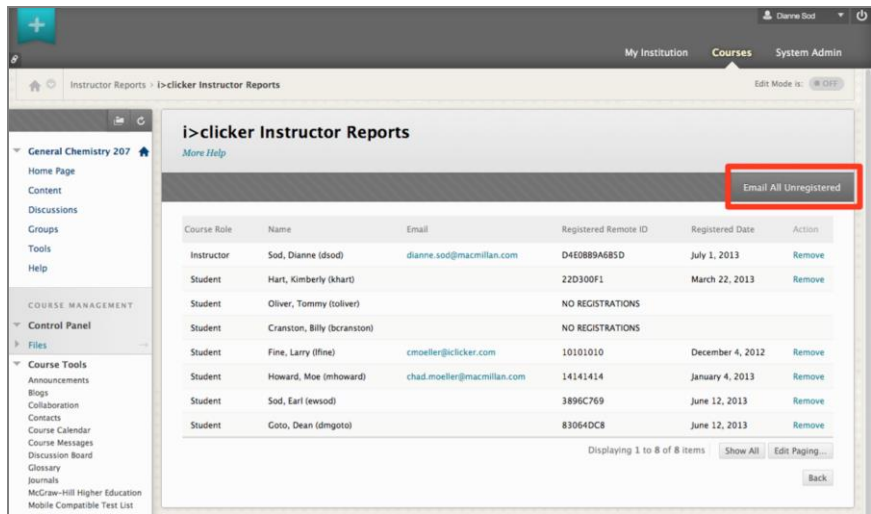 Dianne Sod
My Institution Courses System Admin
Instructor Reports > i>clicker Instructor Reports Edit Mode is: OFF
General Chemistry 207
Home Page
Content
Discussions
Groups
Tools
Help
COURSE MANAGEMENT
Control Panel
Files
Course Tools
Announcements
Blogs
Collaboration
Contacts
Course Calendar
Course Messages
Discussion Board
Glossary
Journals
McGraw-Hill Higher Education
Mobile Compatible Test List
i>clicker Instructor Reports
More Help
Email All Unregistered
Course Role Name Email Registered Remote ID Registered Date Action
Instructor Sod, Dianne (dsod) dianne.sod@macmillan.com D4E0BB9A6B5D July 1, 2013 Remove
Student Hart, Kimberly (khart) 22D300F1 March 22, 2013 Remove
Student Oliver, Tommy (toliver) NO REGISTRATIONS
Student Cranston, Billy (bcranston) NO REGISTRATIONS
Student Fine, Larry (lfine) cmoeller@iclicker.com 10101010 December 4, 2012 Remove
Student Howard, Moe (mhoward) chad.moeller@macmillan.com 14141414 January 4, 2013 Remove
Student Sod, Earl (ewsod) 3896C769 June 12, 2013 Remove
Student Goto, Dean (dmgoto) 83064DC8 June 12, 2013 Remove
Displaying 1 to 8 of 8 items Show All Edit Paging...
Back